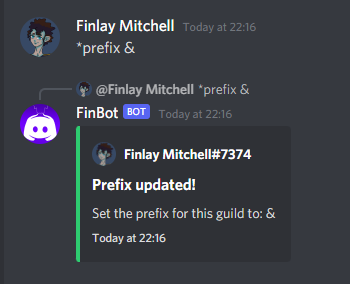 Finlay Mitchell Today at 22:16
*prefix &
@Finlay Mitchell *prefix &
FinBot BOT Today at 22:16
Finlay Mitchell#7374
Prefix updated!
Set the prefix for this guild to: &
Today at 22:16